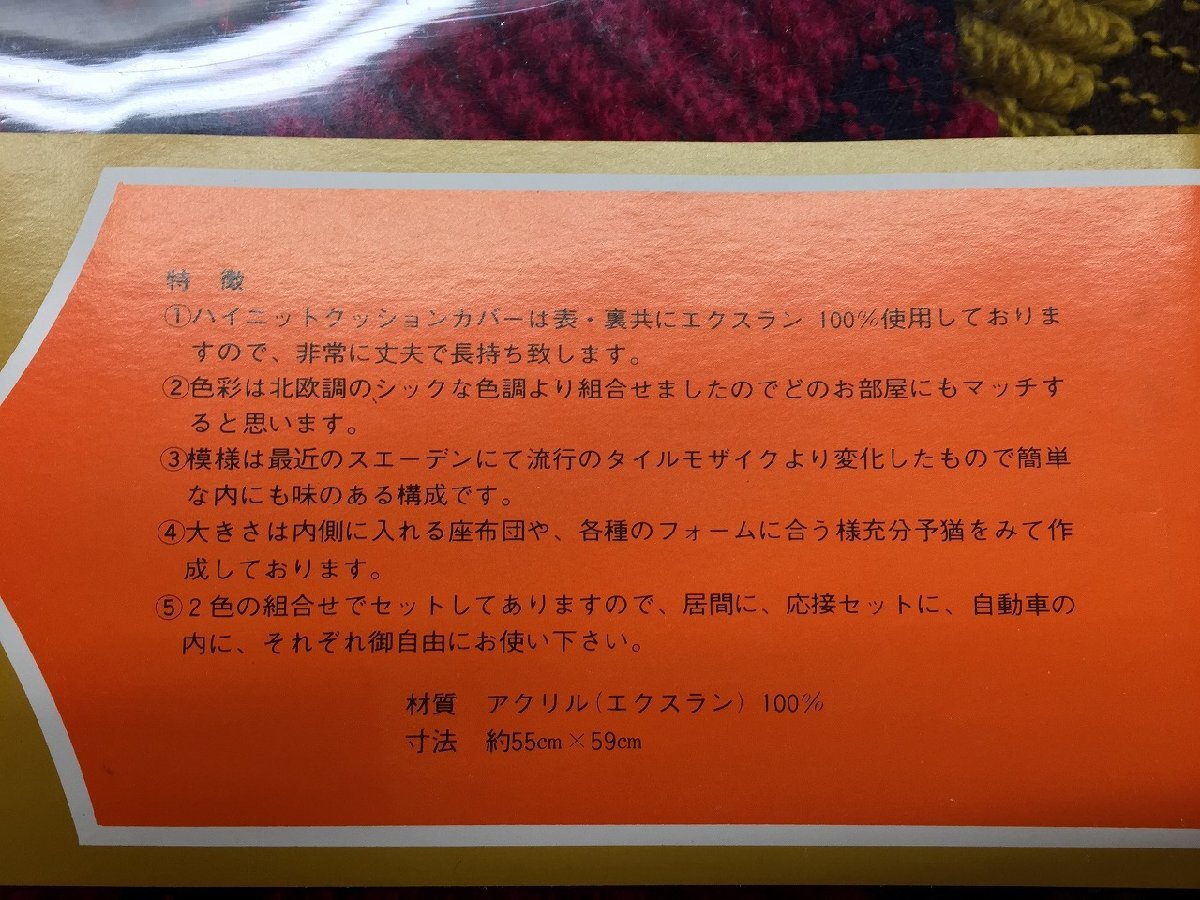 特 徴
①ハイニットクッションカバーは表・裏共にエクスラン 100%使用しておりま
すので、非常に丈夫で長持ち致します。
②色彩は北欧調のシックな色調より組合せましたのでどのお部屋にもマッチす
ると思います。
③模様は最近のスエーデンにて流行のタイルモザイクより変化したもので簡単
な内にも味のある構成です。
④大きさは内側に入れる座布団や、各種のフォームに合う様充分予猶をみて作
成しております。
⑤2色の組合せでセットしてありますので、居間に、応接セットに、自動車の
内に、それぞれ御自由にお使い下さい。
材質 アクリル(エクスラン) 100%
寸法 約55cm×59cm